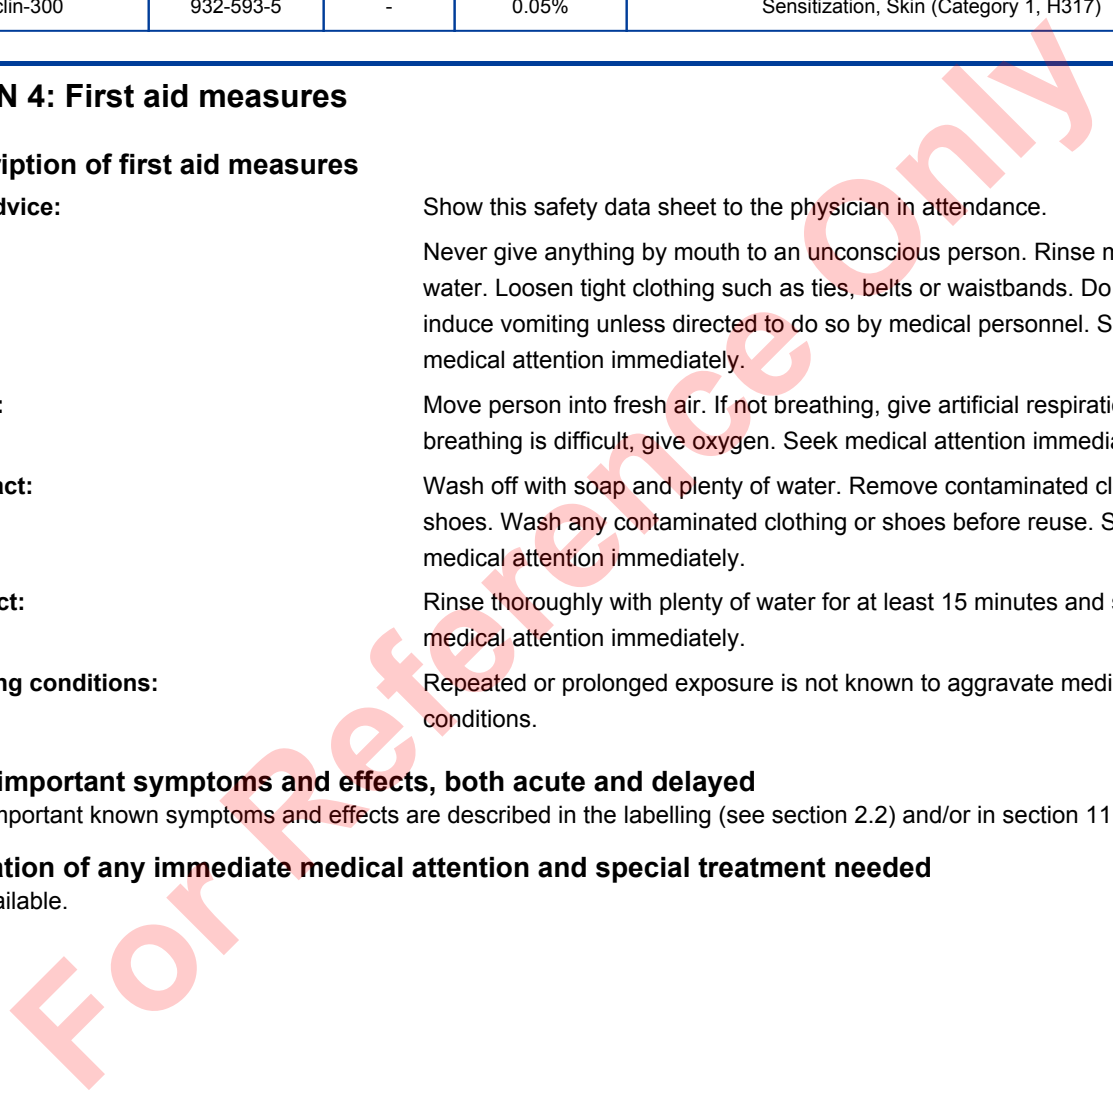 clin-300 932-593-5 - 0.05% Sensitization, Skin (Category 1, H317)
N 4: First aid measures
ription of first aid measures
dvice: Show this safety data sheet to the physician in attendance.
Never give anything by mouth to an unconscious person. Rinse
water. Loosen tight clothing such as ties, belts or waistbands. Do
induce vomiting unless directed to do so by medical personnel. S
medical attention immediately.
: Move person into fresh air. If not breathing, give artificial respirati
breathing is difficult, give oxygen. Seek medical attention immedia
act: Wash off with soap and plenty of water. Remove contaminated cl
shoes. Wash any contaminated clothing or shoes before reuse. S
medical attention immediately.
ct: Rinse thoroughly with plenty of water for at least 15 minutes and s
medical attention immediately.
ng conditions: Repeated or prolonged exposure is not known to aggravate medi
conditions.
important symptoms and effects, both acute and delayed
mportant known symptoms and effects are described in the labelling (see section 2.2) and/or in section 11
ation of any immediate medical attention and special treatment needed
ailable.
For Reference Only